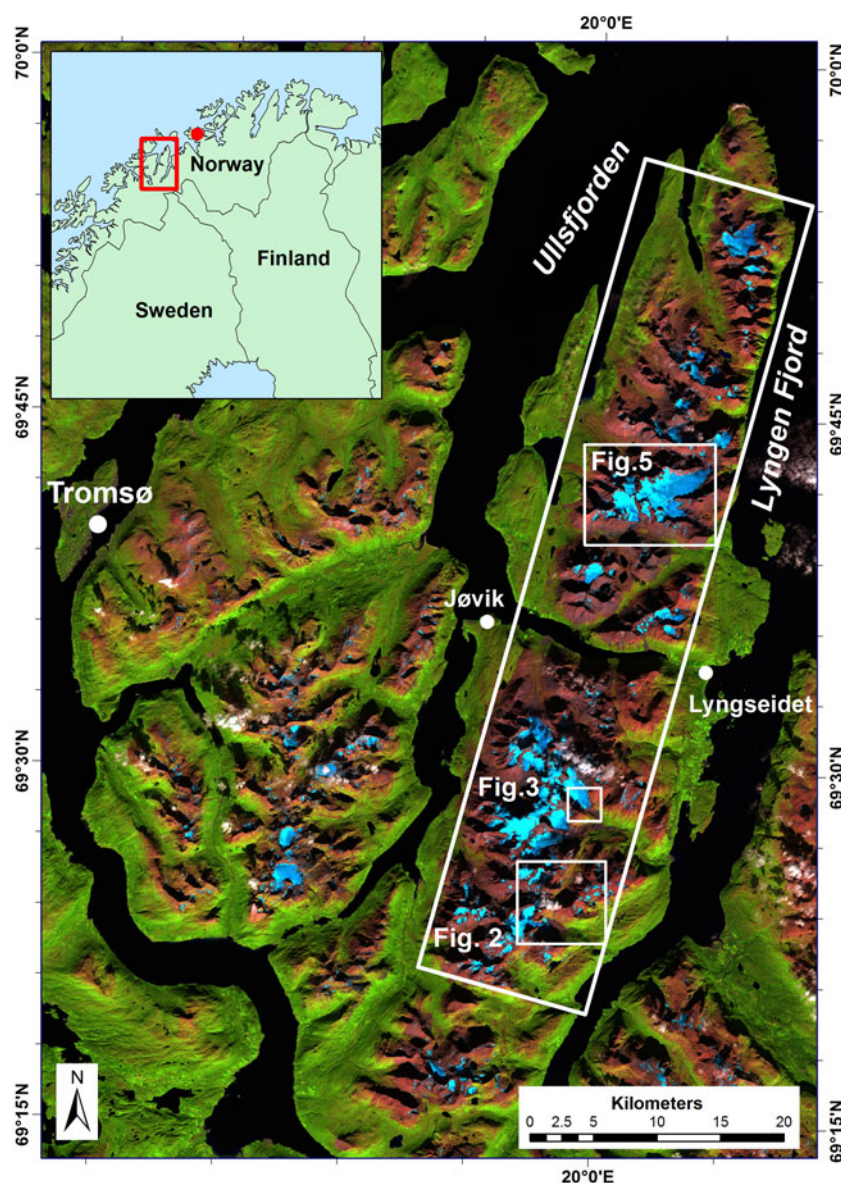 20°0'E
70°0'N
70°0'N
Norway
Finland
Sweden
Ullsfjorden
Lyngen Fjord
69°45'N
69°45'N
Fig.5
Tromsø
Jøvik
Lyngseidet
69°30'N
69°30'N
Fig.3
Fig. 2
N
Kilometers
0 2.5 5 10 15 20
69°15'N
69°15'N
20°0'E